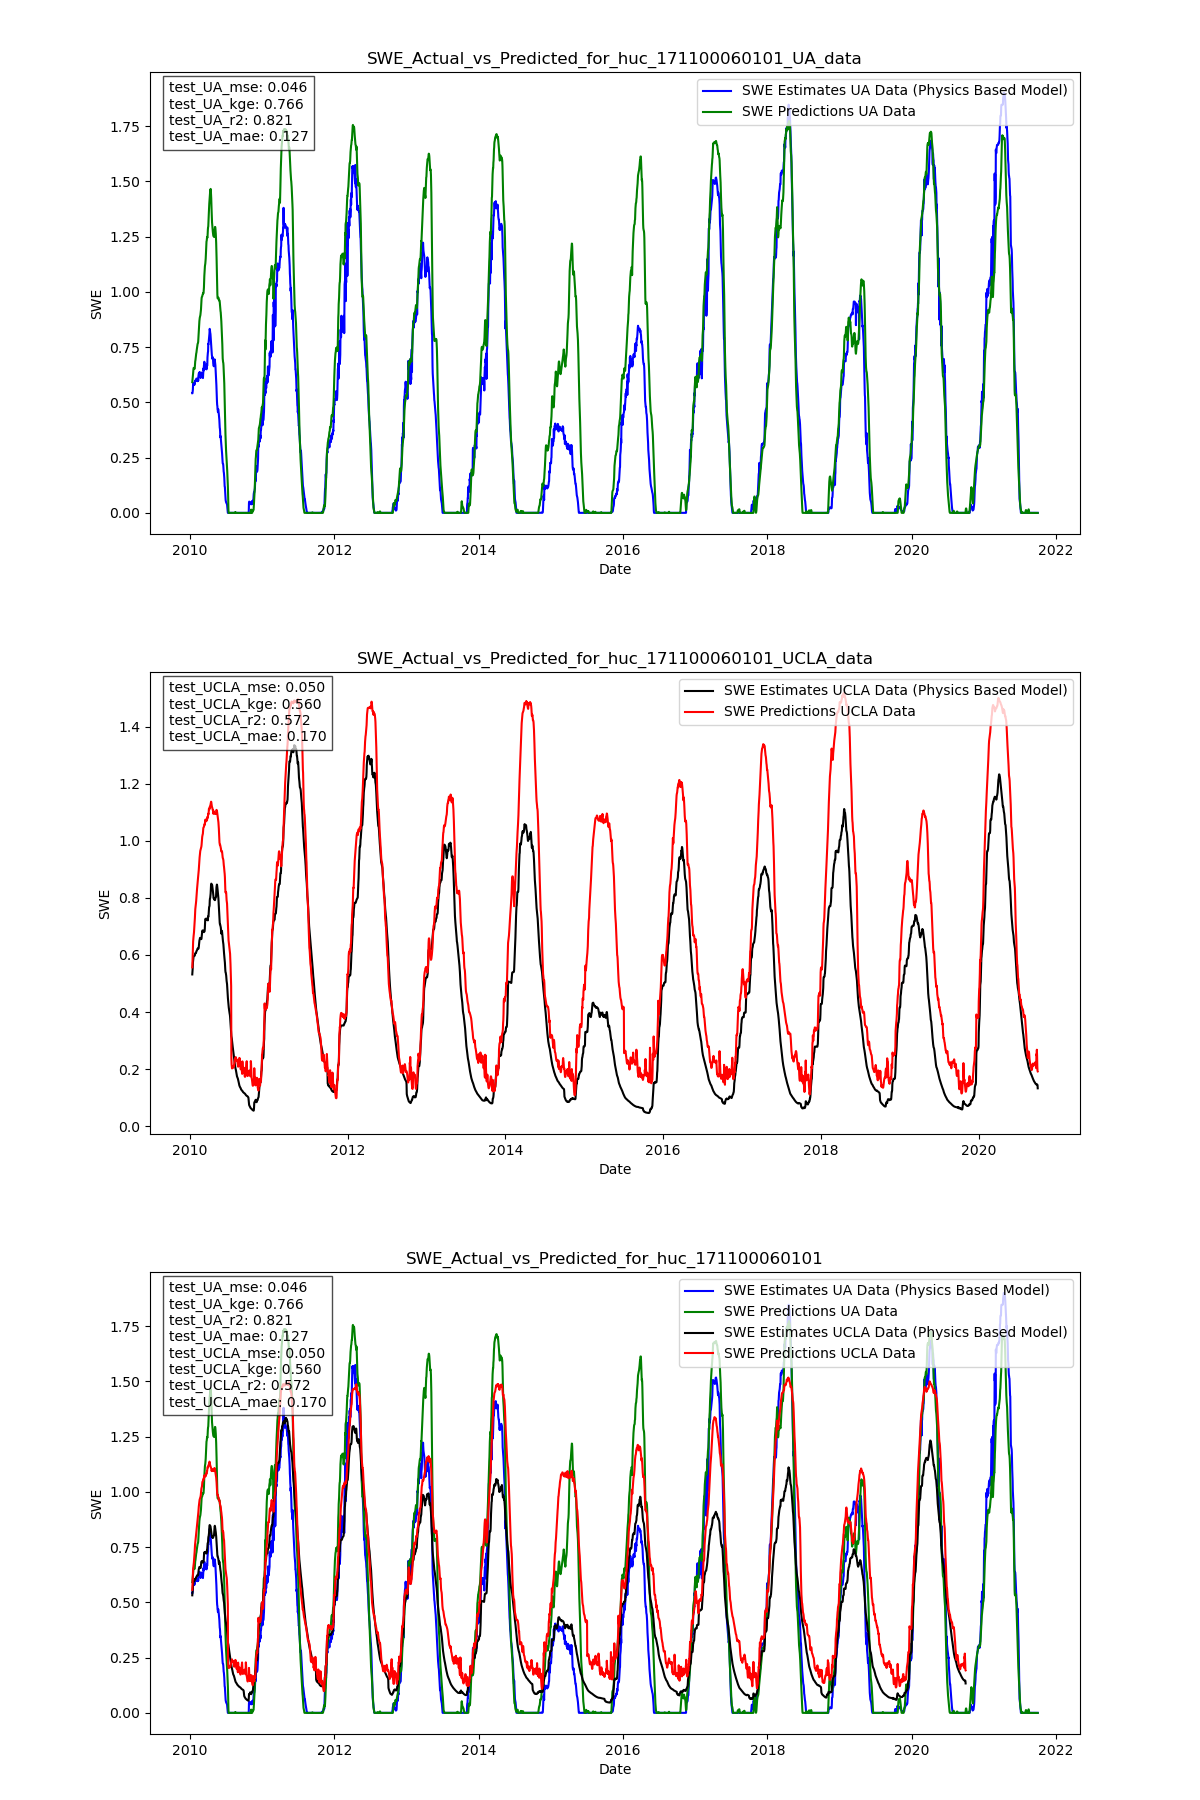 SWE_Actual_vs_Predicted_for_huc_171100060101_UA_data
test_UA_mse: 0.046
test_UA_kge: 0.766
test_UA_r2: 0.821
test_UA_mae: 0.127
SWE Estimates UA Data (Physics Based Model)
SWE Predictions UA Data
1.75
1.50
1.25
1.00
0.75
0.50
0.25
0.00
SWE
2010 2012 2014 2016 2018 2020 2022
Date
SWE_Actual_vs_Predicted_for_huc_171100060101_UCLA_data
test_UCLA_mse: 0.050
test_UCLA_kge: 0.560
test_UCLA_r2: 0.572
test_UCLA_mae: 0.170
SWE Estimates UCLA Data (Physics Based Model)
SWE Predictions UCLA Data
1.4
1.2
1.0
0.8
0.6
0.4
0.2
0.0
SWE
2010 2012 2014 2016 2018 2020
Date
SWE_Actual_vs_Predicted_for_huc_171100060101
test_UA_mse: 0.046
test_UA_kge: 0.766
test_UA_r2: 0.821
test_UA_mae: 0.127
test_UCLA_mse: 0.050
test_UCLA_kge: 0.560
test_UCLA_r2: 0.572
test_UCLA_mae: 0.170
SWE Estimates UA Data (Physics Based Model)
SWE Predictions UA Data
SWE Estimates UCLA Data (Physics Based Model)
SWE Predictions UCLA Data
1.75
1.50
1.25
1.00
0.75
0.50
0.25
0.00
SWE
2010 2012 2014 2016 2018 2020 2022
Date